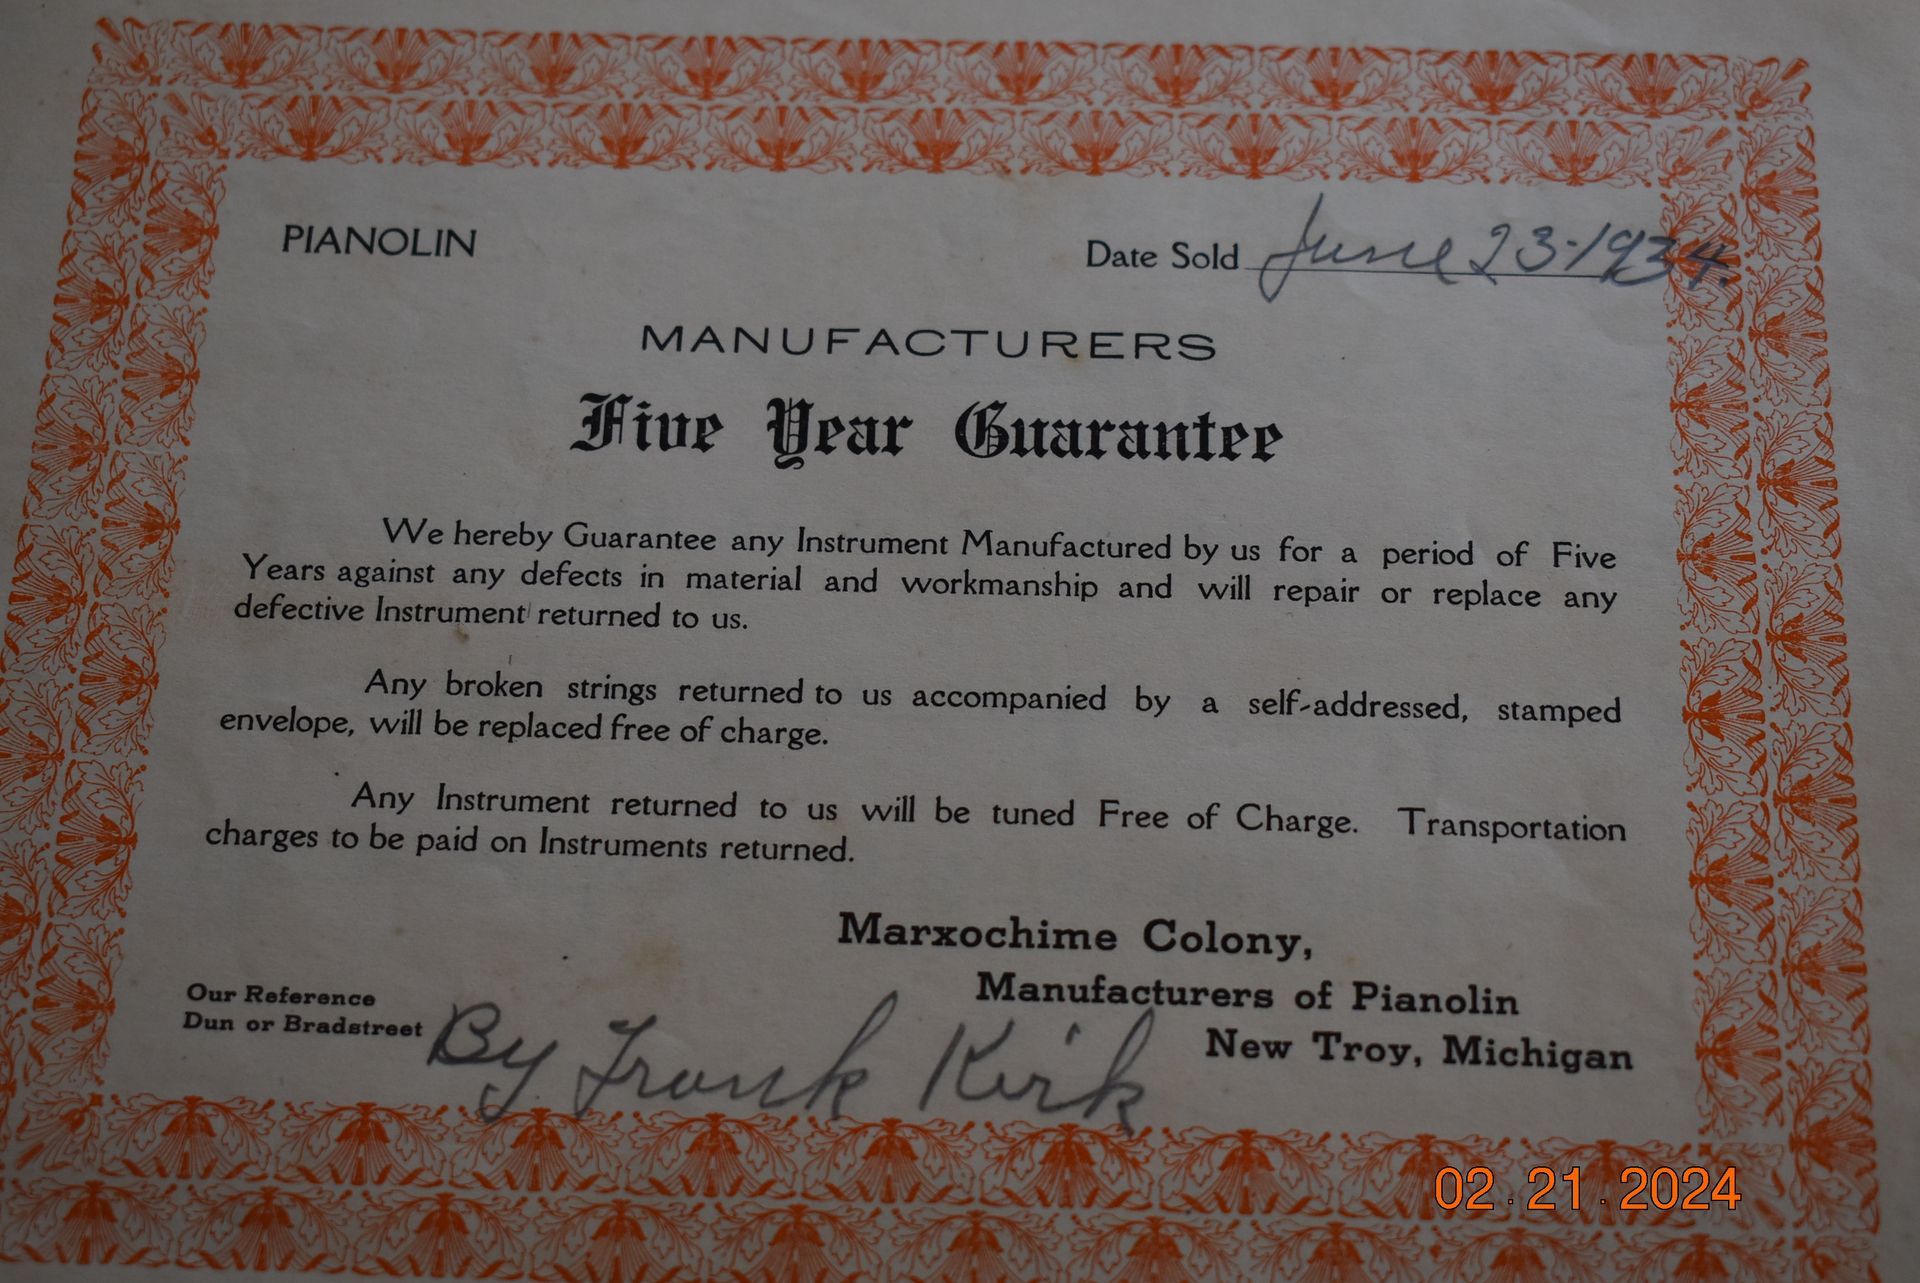 PIANOLIN
Date Sold June 23-1934.
MANUFACTURERS
Five Year Guarantee
We hereby Guarantee any Instrument Manufactured by us for a period of Five
Years against any defects in material and workmanship and will repair or replace any
defective Instrument returned to us.
Any broken strings returned to us accompanied by a self-addressed, stamped
envelope, will be replaced free of charge.
Any Instrument returned to us will be tuned Free of Charge. Transportation
charges to be paid on Instruments returned.
Marxochime Colony,
Manufacturers of Pianolin
New Troy, Michigan
Our Reference
Dun or Bradstreet
By Frank Kirk
02.21.2024